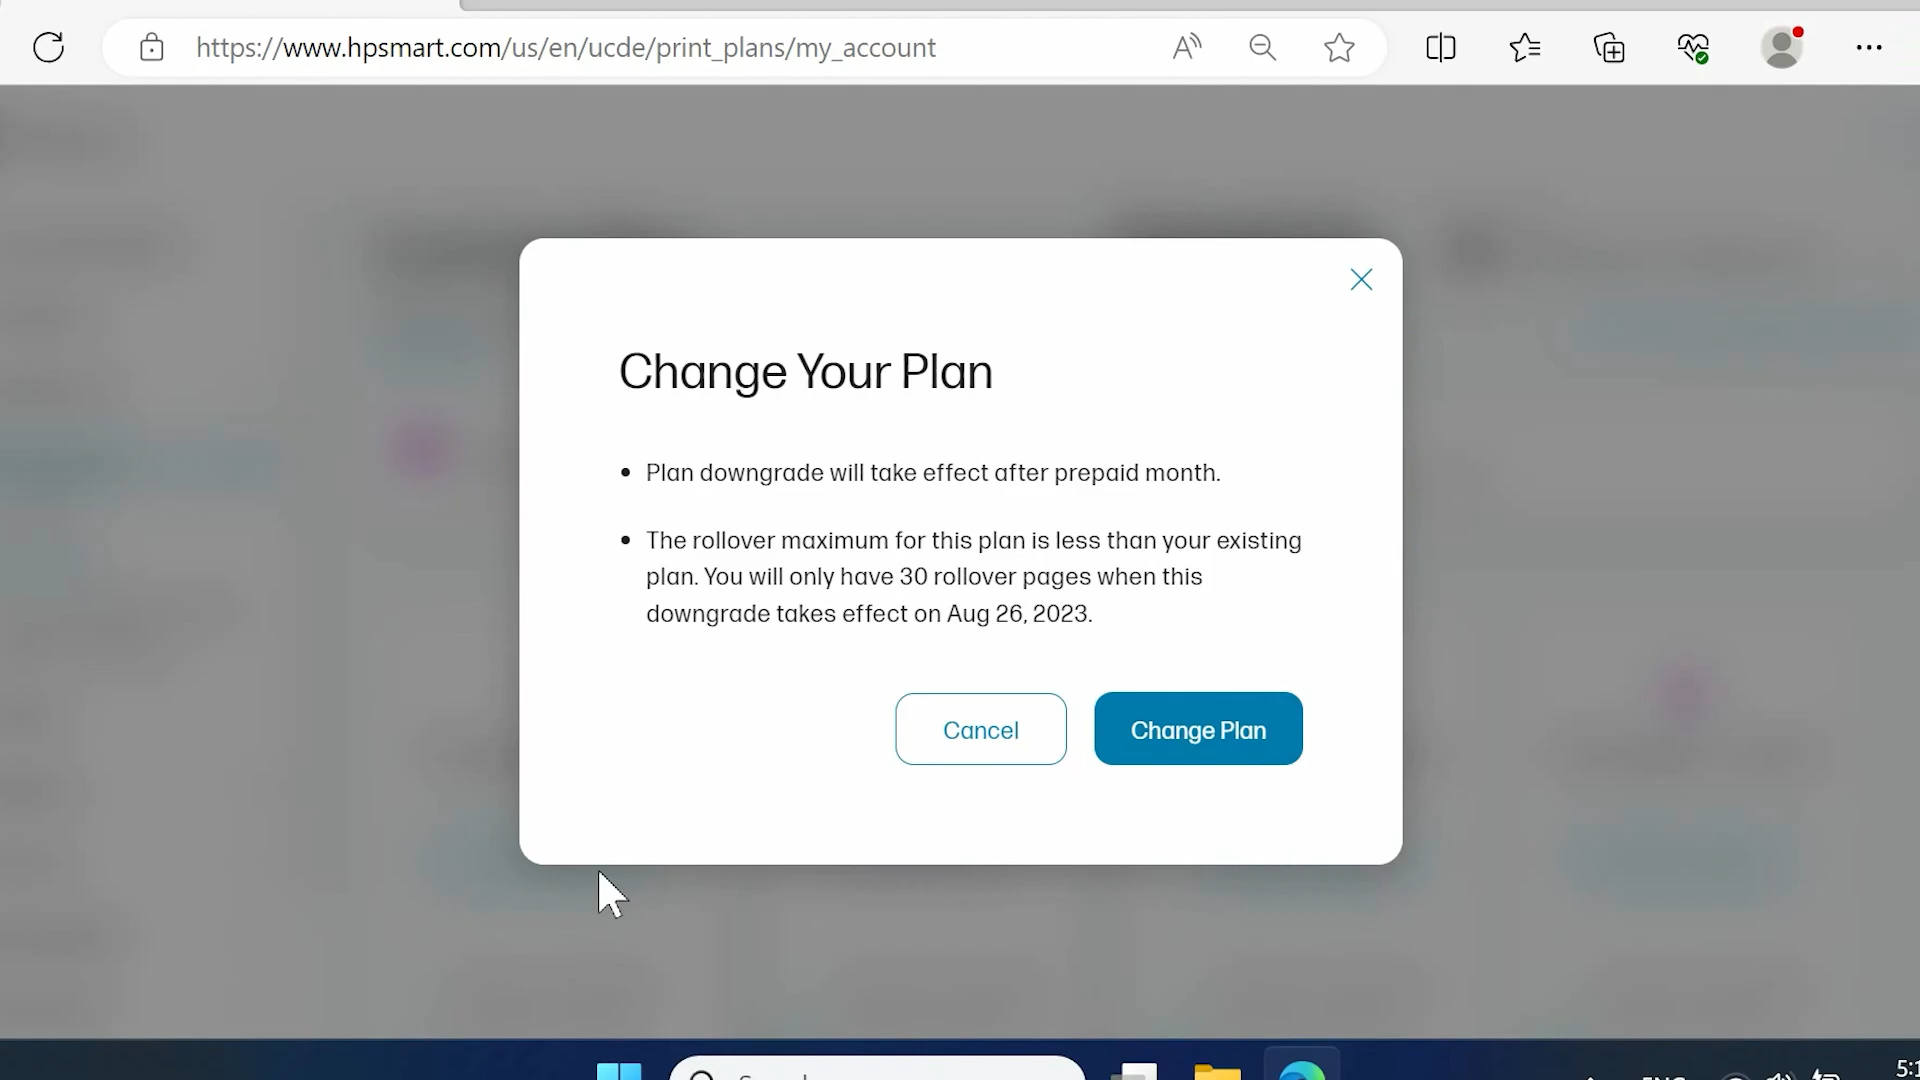 https://www.hpsmart.com/us/en/ucde/print_plans/my_account
Change Your Plan
• Plan downgrade will take effect after prepaid month.
• The rollover maximum for this plan is less than your existing
plan. You will only have 30 rollover pages when this
downgrade takes effect on Aug 26, 2023.
Cancel
Change Plan